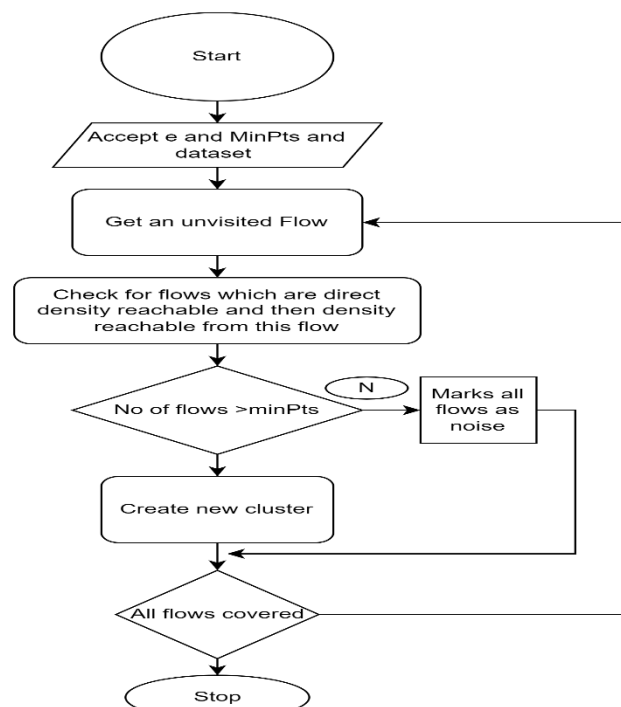 Start
Accept e and MinPts and
dataset
Get an unvisited Flow
Check for flows which are direct
density reachable and then density
reachable from this flow
No of flows >minPts
N
Marks all
flows as
noise
Create new cluster
All flows covered
Stop